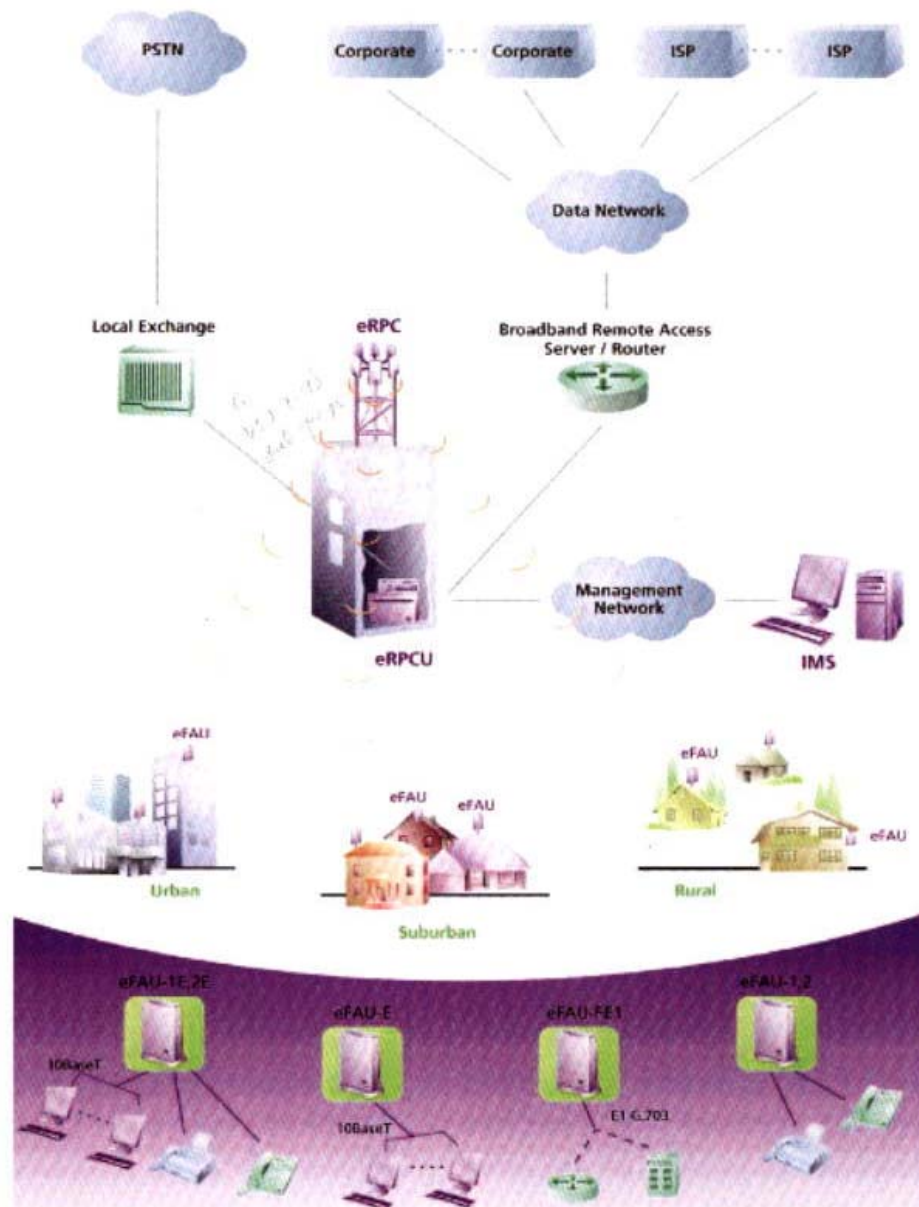 PSTN
Corporate
Corporate
ISP
ISP
Data Network
Local Exchange
eRPC
Broadband Remote Access
Server / Router
Management
Network
eRPCU
IMS
eFAU
eFAU
eFAU
eFAU
eFAU
Urban
Suburban
Rural
eFAU-1E,2E
eFAU-E
eFAU-FE1
eFAU-1,2
10BaseT
10BaseT
E1 G.703